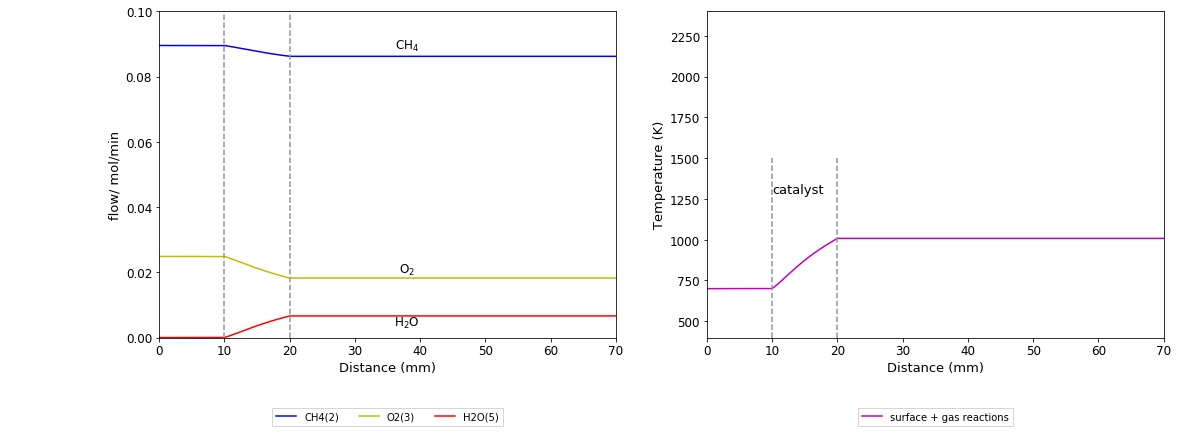 0.10
0.08
0.06
0.04
0.02
0.00
flow/ mol/min
CH₄
O₂
H₂O
0 10 20 30 40 50 60 70
Distance (mm)
CH4(2) O2(3) H2O(5)
2250
2000
1750
1500
1250
1000
750
500
Temperature (K)
catalyst
0 10 20 30 40 50 60 70
Distance (mm)
surface + gas reactions